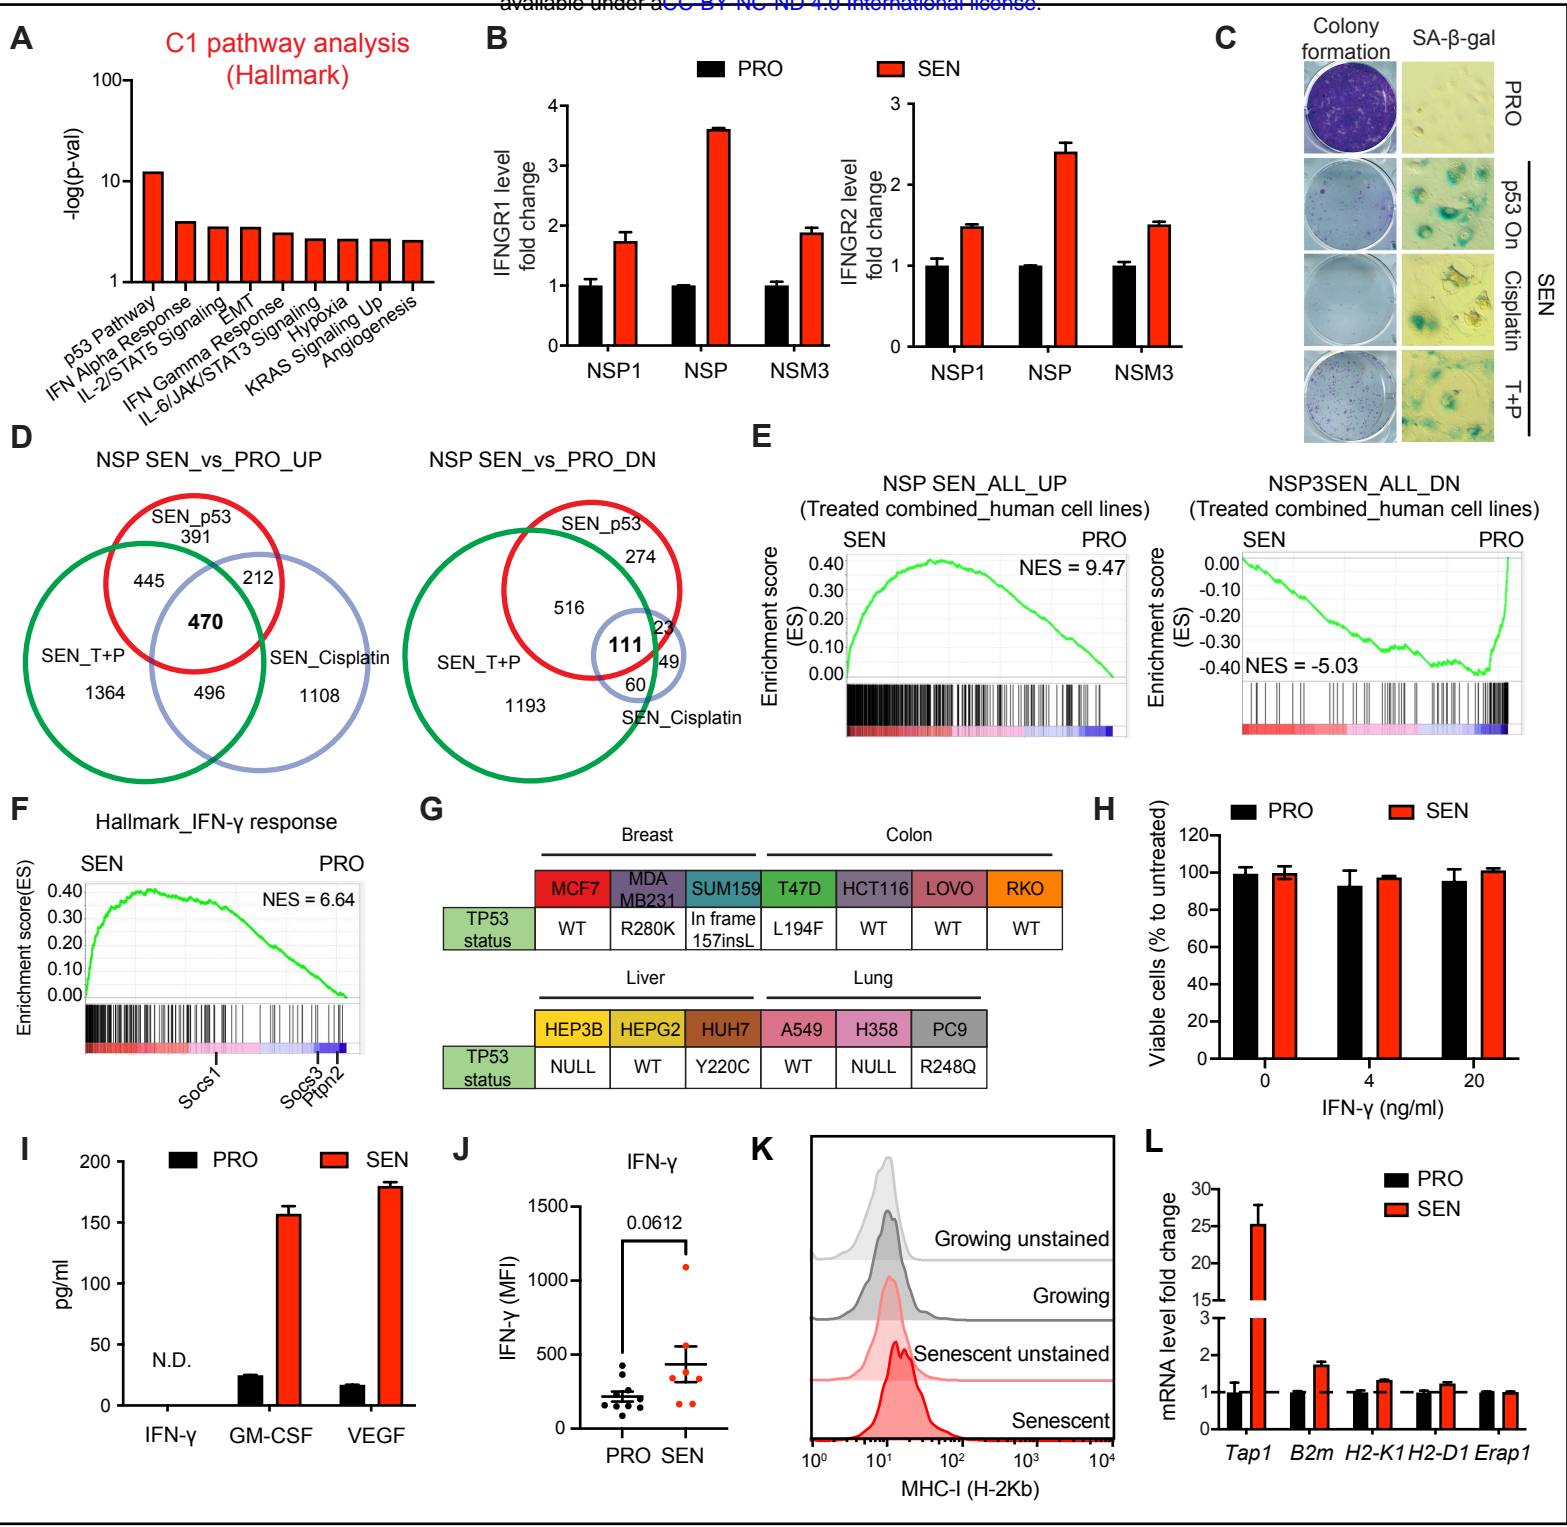 available under aCC-BY-NC-ND 4.0 International license.
A
C1 pathway analysis
(Hallmark)
-log(p-val)
100
10
1
p53 Pathway
IFN Alpha Response
IL-2/STAT5 Signaling
EMT
IFN Gamma Response
IL-6/JAK/STAT3 Signaling
Hypoxia
KRAS Signaling Up
Angiogenesis
B
PRO
SEN
IFNGR1 level
fold change
4
3
2
1
0
NSP1
NSP
NSM3
IFNGR2 level
fold change
3
2
1
0
NSP1
NSP
NSM3
C
Colony
formation
SA-β-gal
PRO
p53 On
Cisplatin
T+P
SEN
D
NSP SEN_vs_PRO_UP
SEN_p53
391
445
212
470
SEN_T+P
SEN_Cisplatin
1364
496
1108
NSP SEN_vs_PRO_DN
SEN_p53
274
516
23
111
49
SEN_T+P
60
1193
SEN_Cisplatin
E
NSP SEN_ALL_UP
(Treated combined_human cell lines)
SEN
PRO
NES = 9.47
Enrichment score
(ES)
0.40
0.30
0.20
0.10
0.00
NSP3SEN_ALL_DN
(Treated combined_human cell lines)
SEN
PRO
Enrichment score
(ES)
0.00
-0.10
-0.20
-0.30
-0.40
NES = -5.03
F
Hallmark_IFN-γ response
SEN
PRO
NES = 6.64
Enrichment score(ES)
0.40
0.30
0.20
0.10
0.00
Socs1
Socs3
Ptpn2
G
Breast
Colon
MCF7
MDA
MB231
SUM159
T47D
HCT116
LOVO
RKO
TP53
status
WT
R280K
In frame
157insL
L194F
WT
WT
WT
Liver
Lung
HEP3B
HEPG2
HUH7
A549
H358
PC9
TP53
status
NULL
WT
Y220C
WT
NULL
R248Q
H
PRO
SEN
Viable cells (% to untreated)
120
100
80
60
40
20
0
0
4
20
IFN-γ (ng/ml)
I
PRO
SEN
pg/ml
200
150
100
50
0
N.D.
IFN-γ
GM-CSF
VEGF
J
IFN-γ
0.0612
IFN-γ (MFI)
1500
1000
500
0
PRO
SEN
K
Growing unstained
Growing
Senescent unstained
Senescent
10⁰
10¹
10²
10³
10⁴
MHC-I (H-2Kb)
L
PRO
SEN
mRNA level fold change
30
25
20
15
3
2
1
0
Tap1
B2m
H2-K1
H2-D1
Erap1